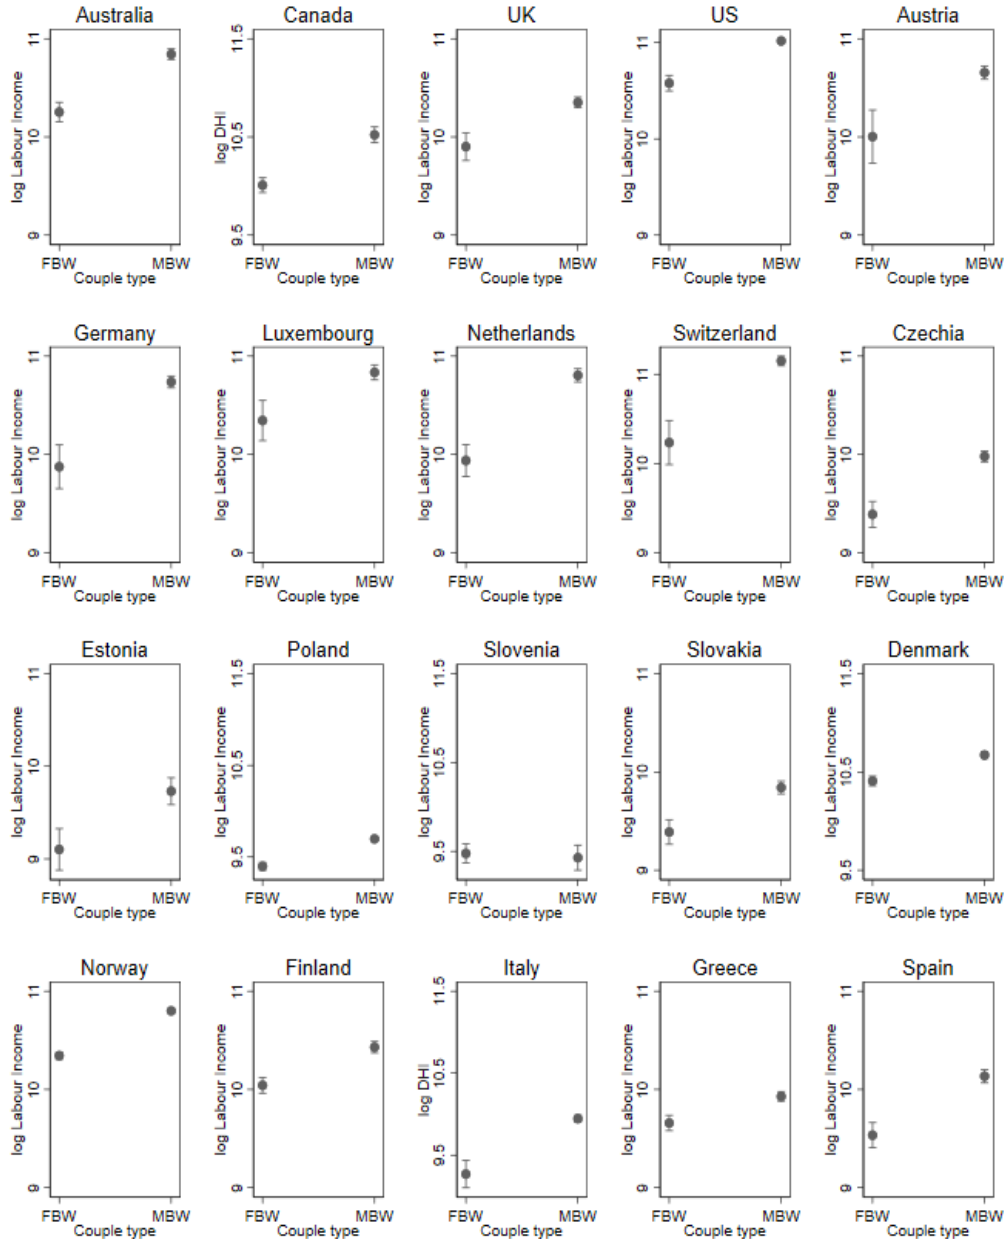 Australia
log Labour Income
11
10
9
FBW MBW
Couple type
Canada
log DHI
11.5
10.5
9.5
FBW MBW
Couple type
UK
log Labour Income
11
10
9
FBW MBW
Couple type
US
log Labour Income
11
10
9
FBW MBW
Couple type
Austria
log Labour Income
11
10
9
FBW MBW
Couple type
Germany
log Labour Income
11
10
9
FBW MBW
Couple type
Luxembourg
log Labour Income
11
10
9
FBW MBW
Couple type
Netherlands
log Labour Income
11
10
9
FBW MBW
Couple type
Switzerland
log Labour Income
11
10
9
FBW MBW
Couple type
Czechia
log Labour Income
11
10
9
FBW MBW
Couple type
Estonia
log Labour Income
11
10
9
FBW MBW
Couple type
Poland
log Labour Income
11.5
10.5
9.5
FBW MBW
Couple type
Slovenia
log Labour Income
11.5
10.5
9.5
FBW MBW
Couple type
Slovakia
log Labour Income
11
10
9
FBW MBW
Couple type
Denmark
log Labour Income
11.5
10.5
9.5
FBW MBW
Couple type
Norway
log Labour Income
11
10
9
FBW MBW
Couple type
Finland
log Labour Income
11
10
9
FBW MBW
Couple type
Italy
log DHI
11.5
10.5
9.5
FBW MBW
Couple type
Greece
log Labour Income
11
10
9
FBW MBW
Couple type
Spain
log Labour Income
11
10
9
FBW MBW
Couple type